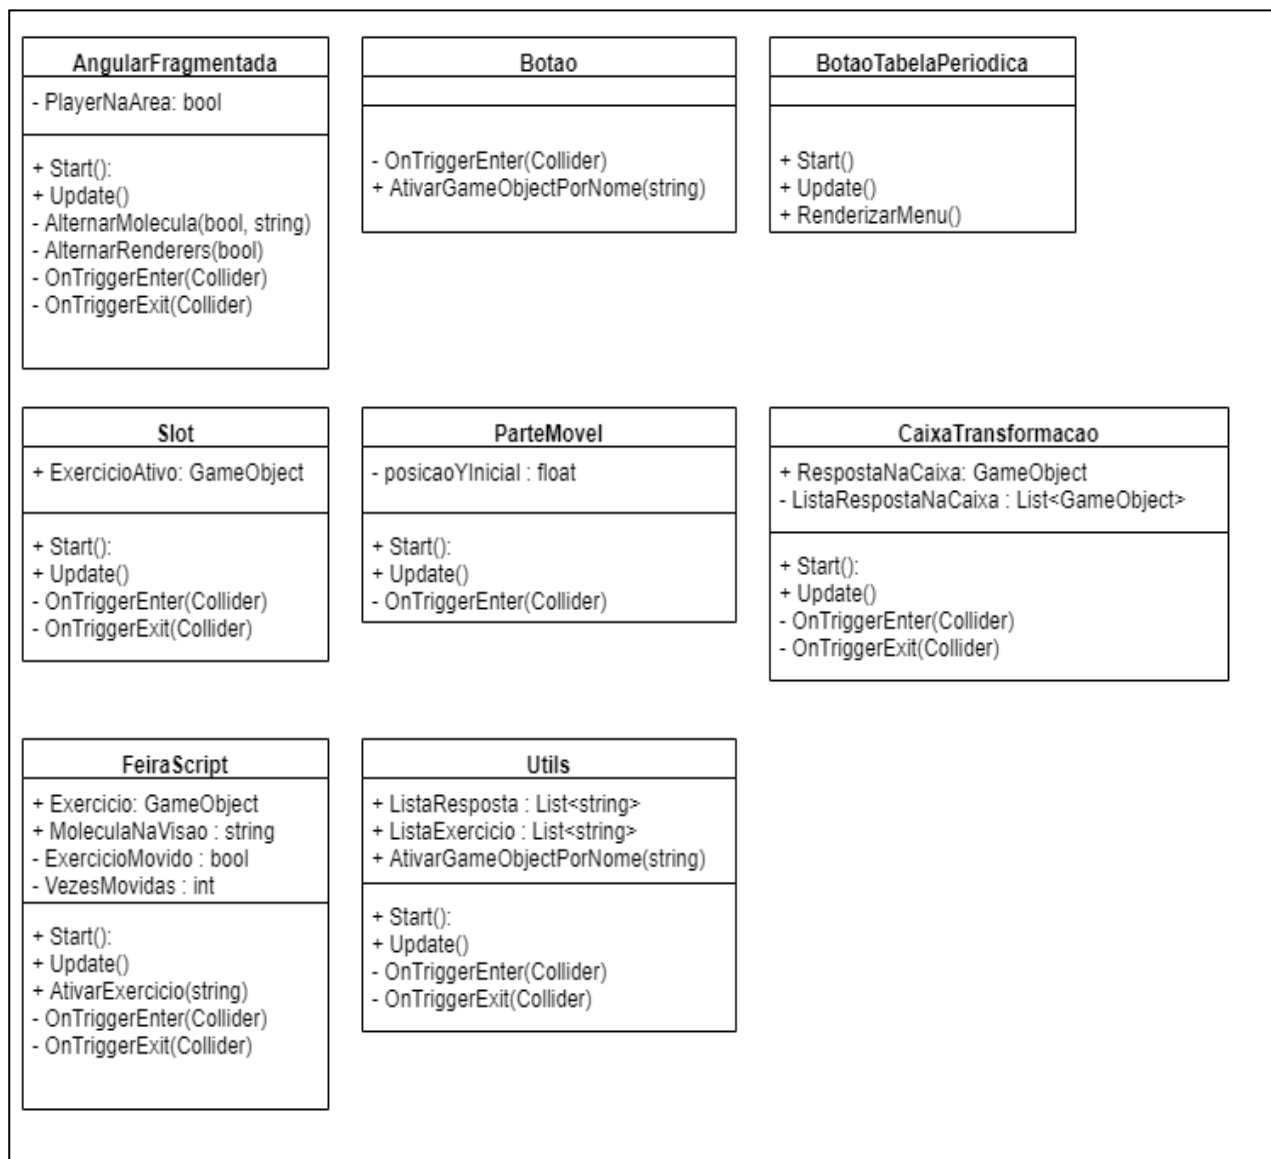 AngularFragmentada
- PlayerNaArea: bool
+ Start():
+ Update()
- AlternarMolecula(bool, string)
- AlternarRenderers(bool)
- OnTriggerEnter(Collider)
- OnTriggerExit(Collider)
Botao
- OnTriggerEnter(Collider)
+ AtivarGameObjectPorNome(string)
BotaoTabelaPeriodica
+ Start()
+ Update()
+ RenderizarMenu()
Slot
+ ExercicioAtivo: GameObject
+ Start():
+ Update()
- OnTriggerEnter(Collider)
- OnTriggerExit(Collider)
ParteMovel
- posicaoYInicial : float
+ Start():
+ Update()
- OnTriggerEnter(Collider)
CaixaTransformacao
+ RespostaNaCaixa: GameObject
- ListaRespostaNaCaixa : List<GameObject>
+ Start():
+ Update()
- OnTriggerEnter(Collider)
- OnTriggerExit(Collider)
FeiraScript
+ Exercicio: GameObject
+ MoleculaNaVisao : string
- ExercicioMovido : bool
- VezesMovidas : int
+ Start():
+ Update()
+ AtivarExercicio(string)
- OnTriggerEnter(Collider)
- OnTriggerExit(Collider)
Utils
+ ListaResposta : List<string>
+ ListaExercicio : List<string>
+ AtivarGameObjectPorNome(string)
+ Start():
+ Update()
- OnTriggerEnter(Collider)
- OnTriggerExit(Collider)